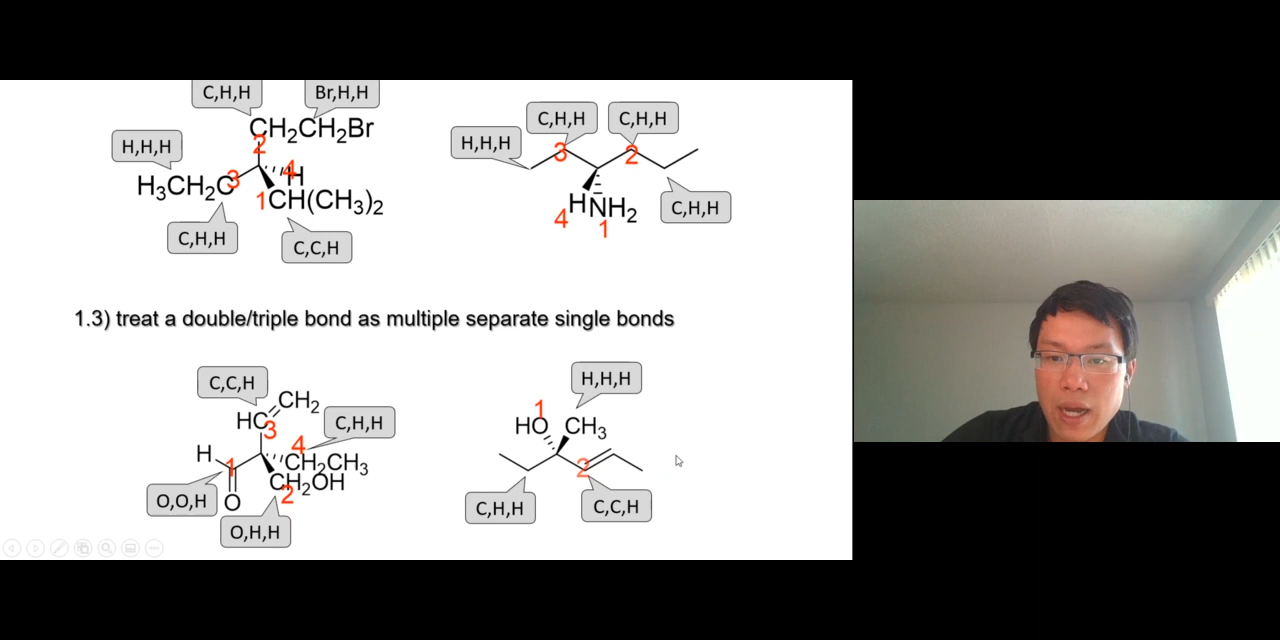 C,H,H
Br,H,H
CH2CH2Br
H,H,H
2
4
H
H3CH2C
3
1
CH(CH3)2
C,H,H
C,C,H
C,H,H
C,H,H
H,H,H
3
2
H
NH2
4
1
C,H,H
1.3) treat a double/triple bond as multiple separate single bonds
C,C,H
CH2
HC
3
C,H,H
4
H
1
CH2CH3
CH2OH
2
O
O,O,H
O,H,H
H,H,H
1
HO
CH3
2
C,H,H
C,C,H